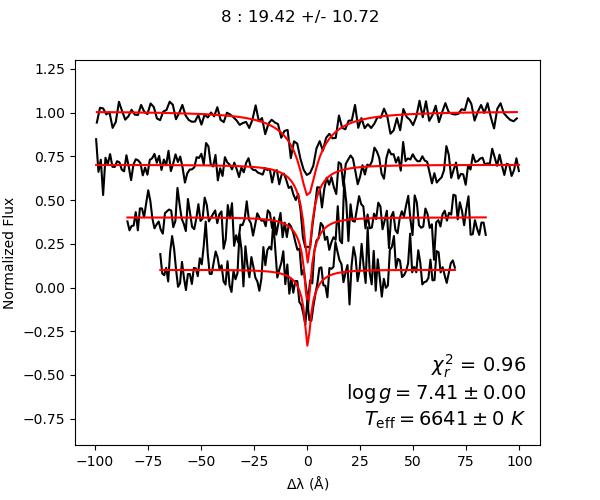 8 : 19.42 +/- 10.72
1.25
1.00
0.75
0.50
0.25
0.00
−0.25
−0.50
−0.75
Normalized Flux
χ²ᵣ = 0.96
log g = 7.41 ± 0.00
T_eff = 6641 ± 0 K
−100 −75 −50 −25 0 25 50 75 100
Δλ (Å)